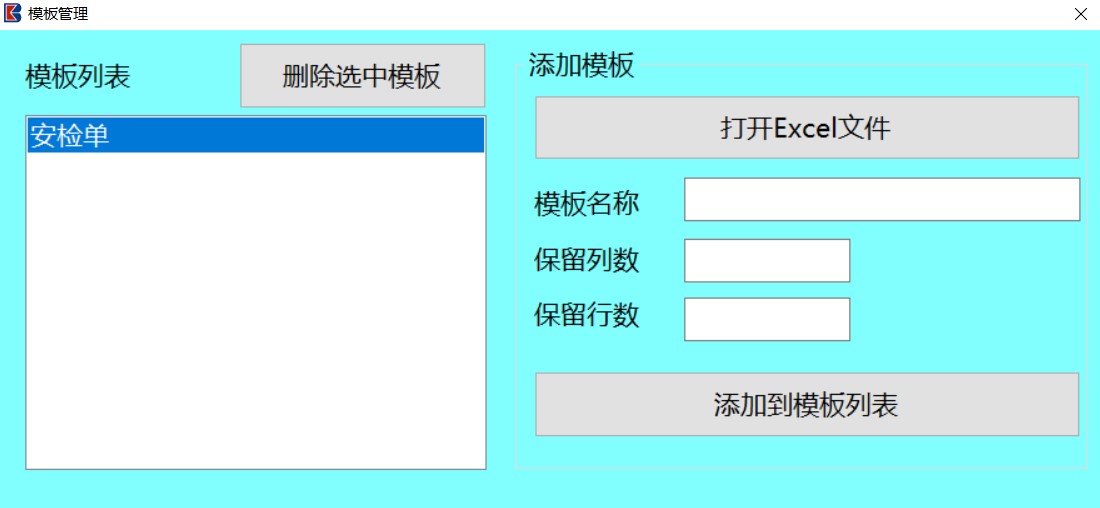 模板管理
模板列表
删除选中模板
安检单
添加模板
打开Excel文件
模板名称
保留列数
保留行数
添加到模板列表